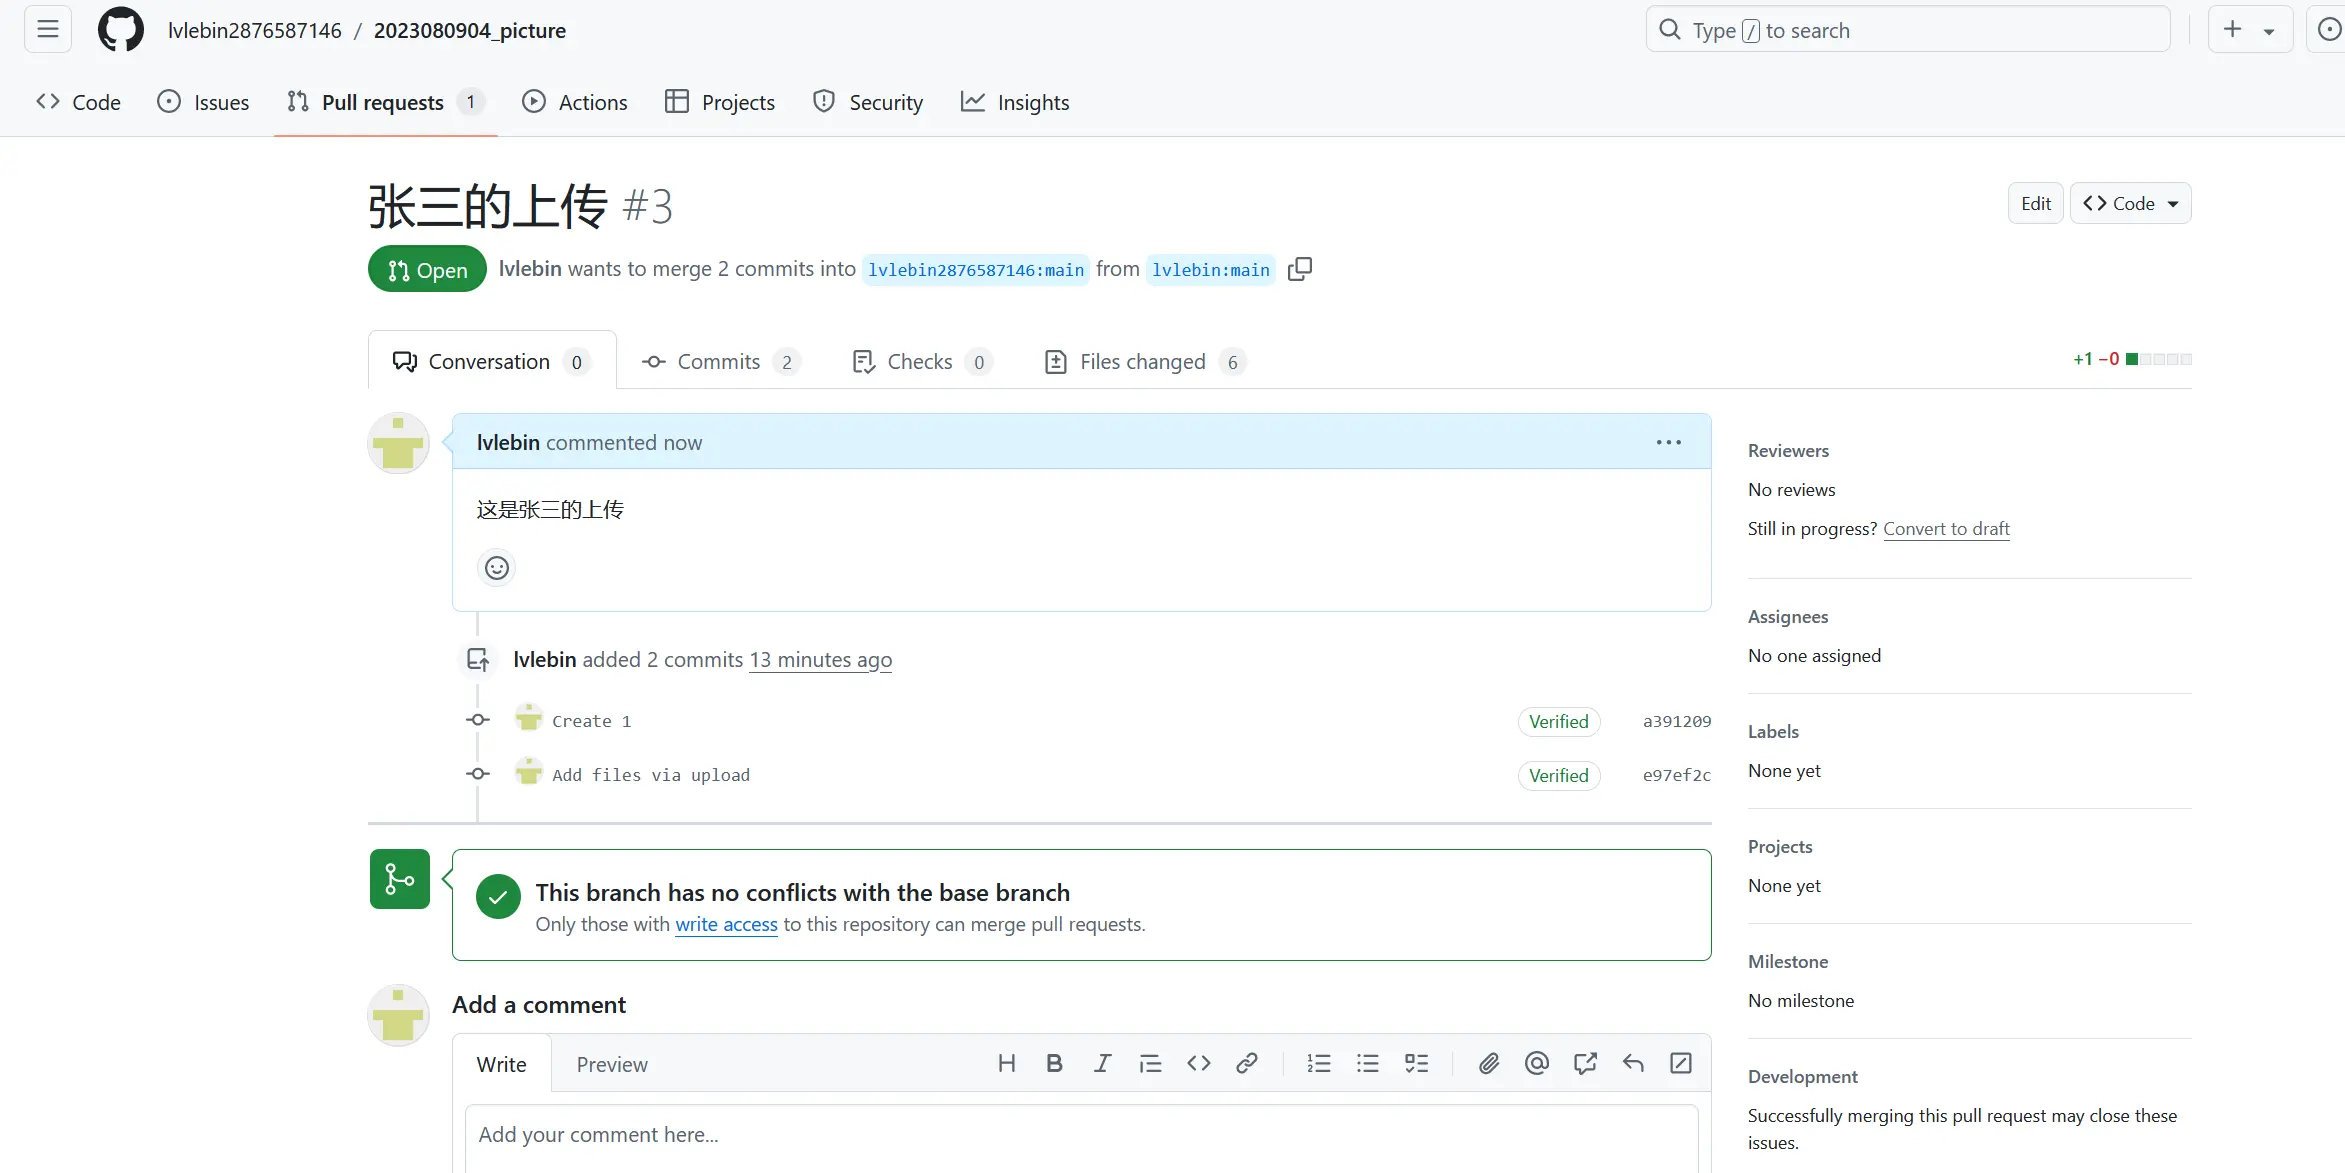 lvlebin2876587146 / 2023080904_picture
Type / to search
Code Issues Pull requests 1 Actions Projects Security Insights
张三的上传 #3
Edit Code
Open lvlebin wants to merge 2 commits into lvlebin2876587146:main from lvlebin:main
Conversation 0 Commits 2 Checks 0 Files changed 6
+1 −0
lvlebin commented now
这是张三的上传
lvlebin added 2 commits 13 minutes ago
Create 1 Verified a391209
Add files via upload Verified e97ef2c
This branch has no conflicts with the base branch
Only those with write access to this repository can merge pull requests.
Add a comment
Write Preview
Add your comment here...
Reviewers
No reviews
Still in progress? Convert to draft
Assignees
No one assigned
Labels
None yet
Projects
None yet
Milestone
No milestone
Development
Successfully merging this pull request may close these
issues.